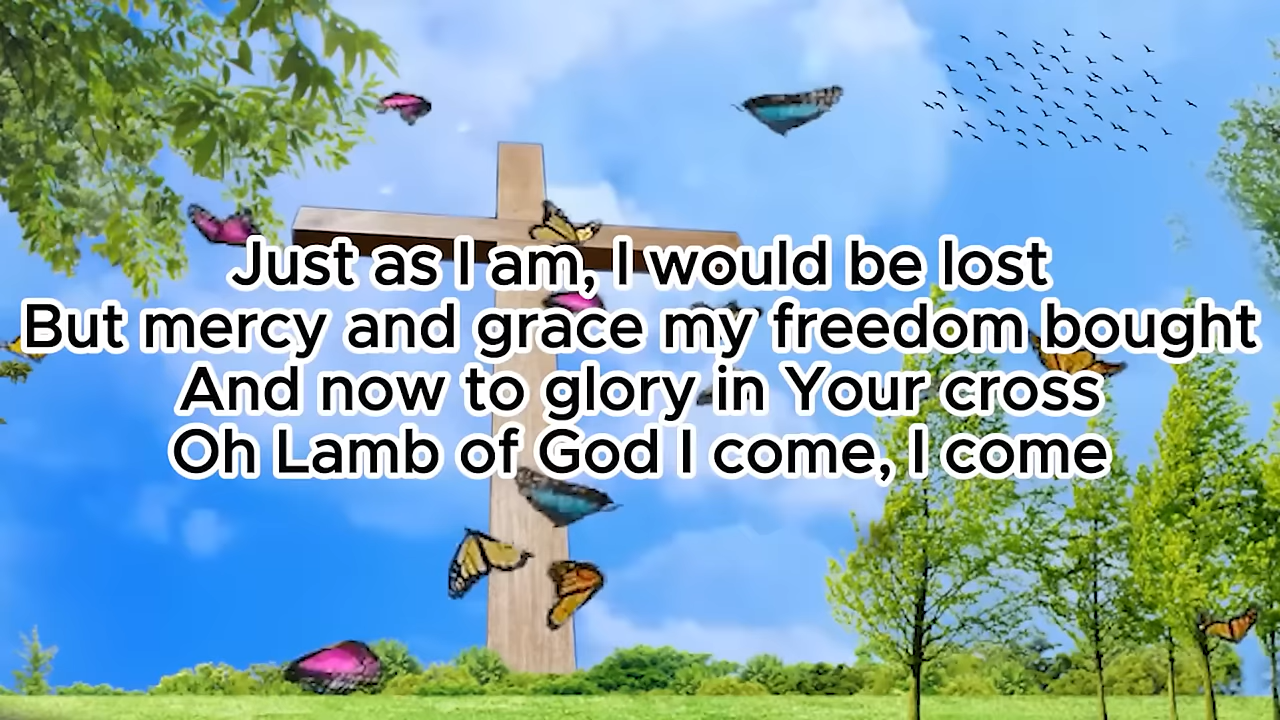 Just as I am, I would be lost
But mercy and grace my freedom bought
And now to glory in Your cross
Oh Lamb of God I come, I come